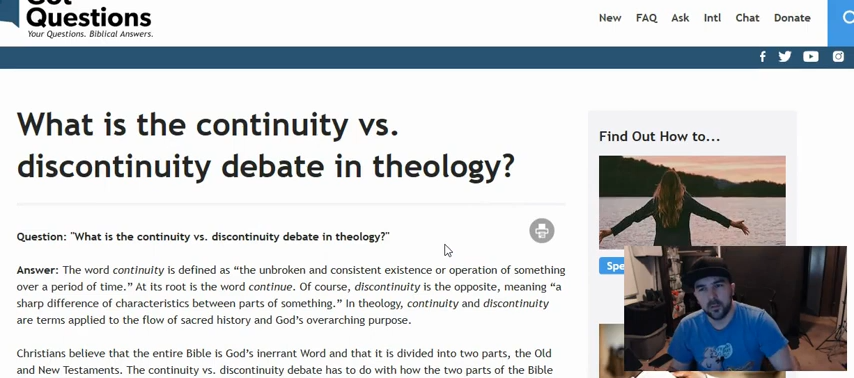 Got
Questions
Your Questions. Biblical Answers.
New FAQ Ask Intl Chat Donate
What is the continuity vs.
discontinuity debate in theology?
Find Out How to...
Question: "What is the continuity vs. discontinuity debate in theology?"
Answer: The word continuity is defined as “the unbroken and consistent existence or operation of something
over a period of time.” At its root is the word continue. Of course, discontinuity is the opposite, meaning “a
sharp difference of characteristics between parts of something.” In theology, continuity and discontinuity
are terms applied to the flow of sacred history and God’s overarching purpose.
Spe
Christians believe that the entire Bible is God’s inerrant Word and that it is divided into two parts, the Old
and New Testaments. The continuity vs. discontinuity debate has to do with how the two parts of the Bible